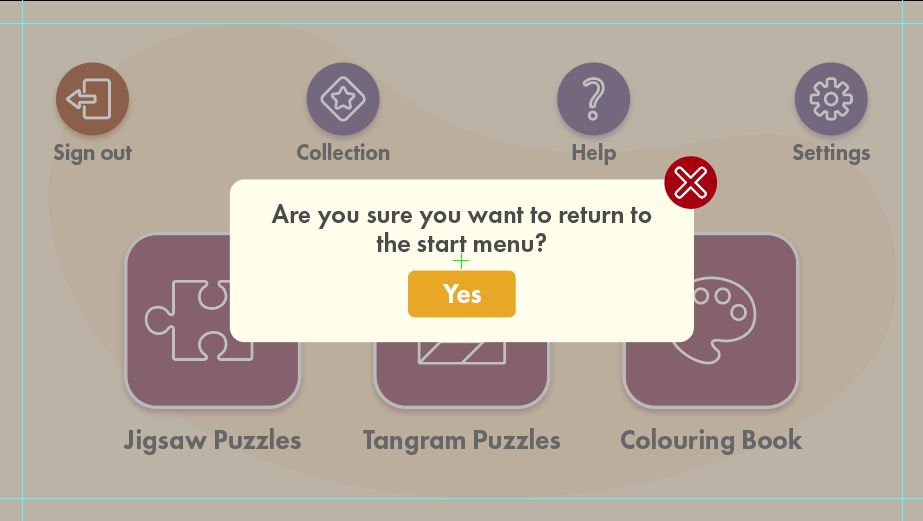 Sign out
Collection
Help
Settings
Are you sure you want to return to
the start menu?
Yes
Jigsaw Puzzles
Tangram Puzzles
Colouring Book